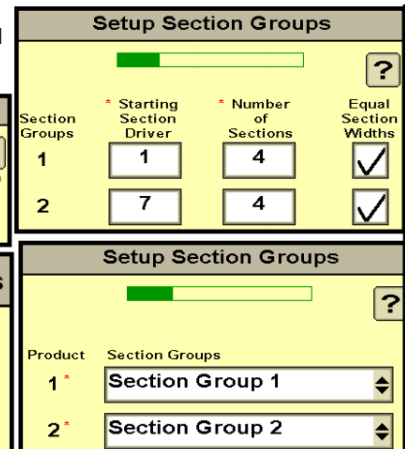 Setup Section Groups
?
Section Groups
* Starting Section Driver
* Number of Sections
Equal Section Widths
1 1 4
2 7 4
Setup Section Groups
?
Product Section Groups
1* Section Group 1
2* Section Group 2